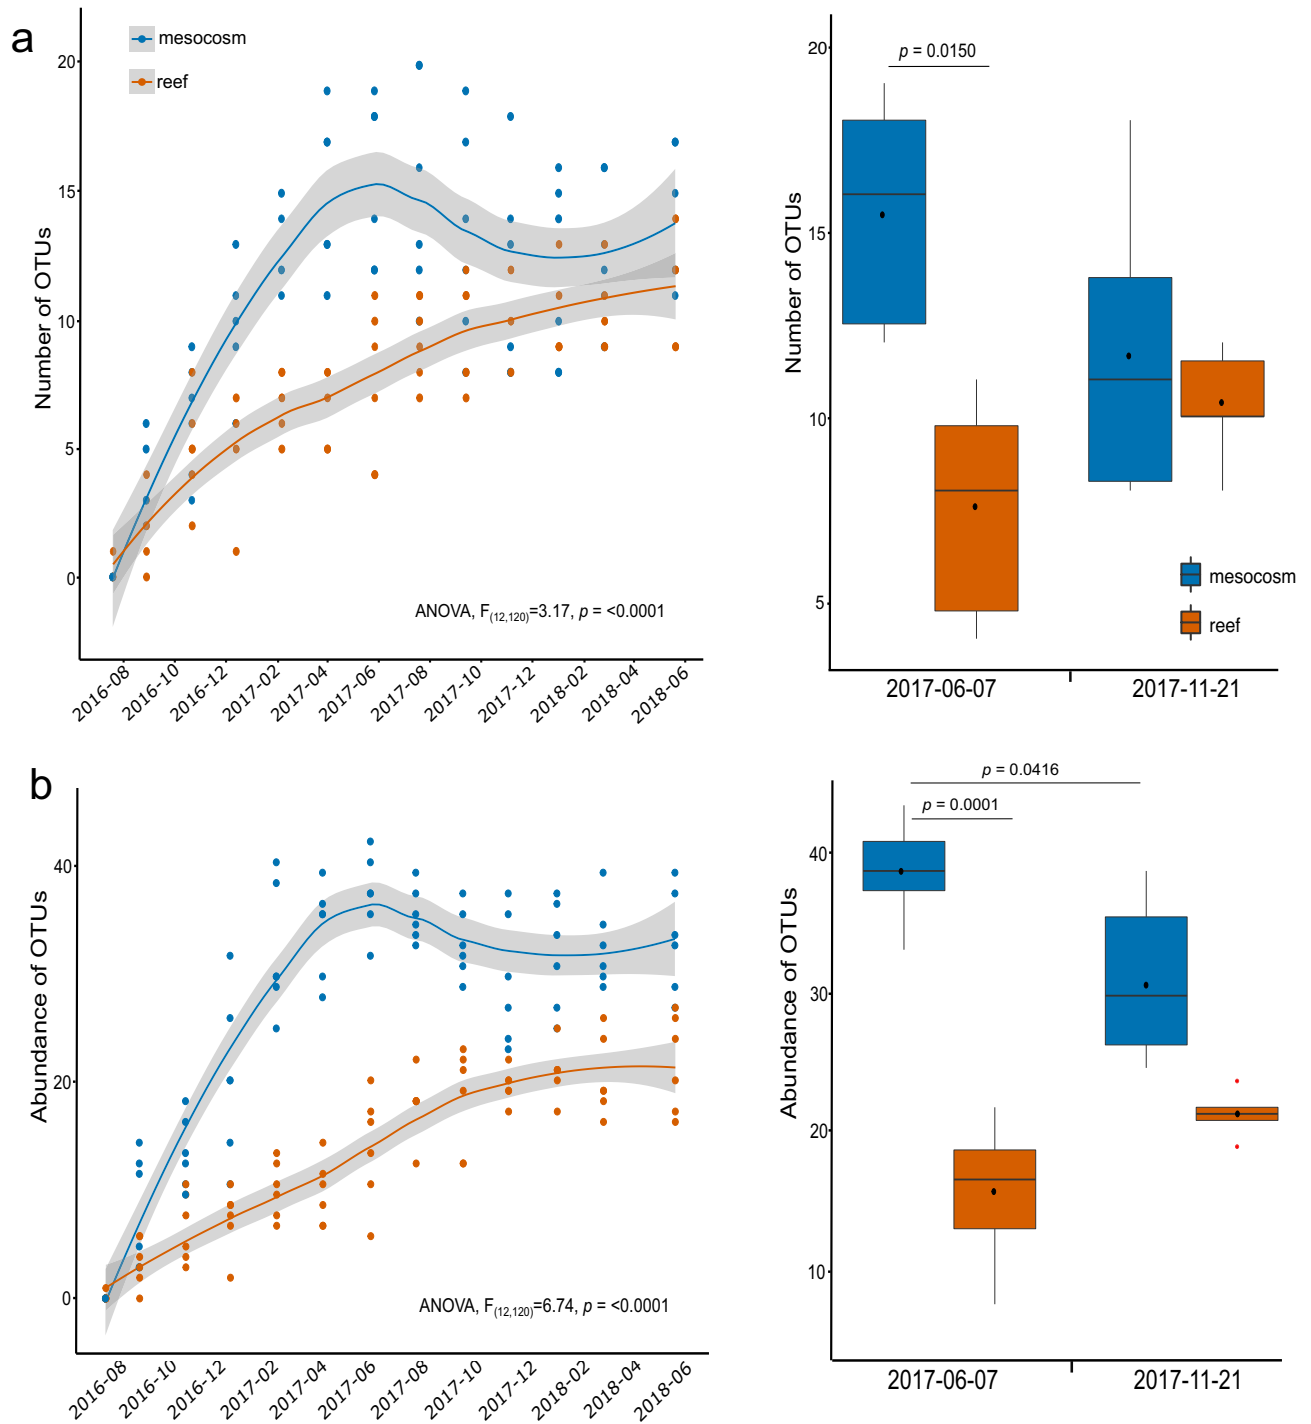 a
mesocosm
reef
Number of OTUs
20
15
10
5
0
ANOVA, F(12,120)=3.17, p = <0.0001
2016-08
2016-10
2016-12
2017-02
2017-04
2017-06
2017-08
2017-10
2017-12
2018-02
2018-04
2018-06
p = 0.0150
Number of OTUs
20
15
10
5
mesocosm
reef
2017-06-07
2017-11-21
b
Abundance of OTUs
40
20
0
ANOVA, F(12,120)=6.74, p = <0.0001
2016-08
2016-10
2016-12
2017-02
2017-04
2017-06
2017-08
2017-10
2017-12
2018-02
2018-04
2018-06
p = 0.0416
p = 0.0001
Abundance of OTUs
40
30
20
10
2017-06-07
2017-11-21